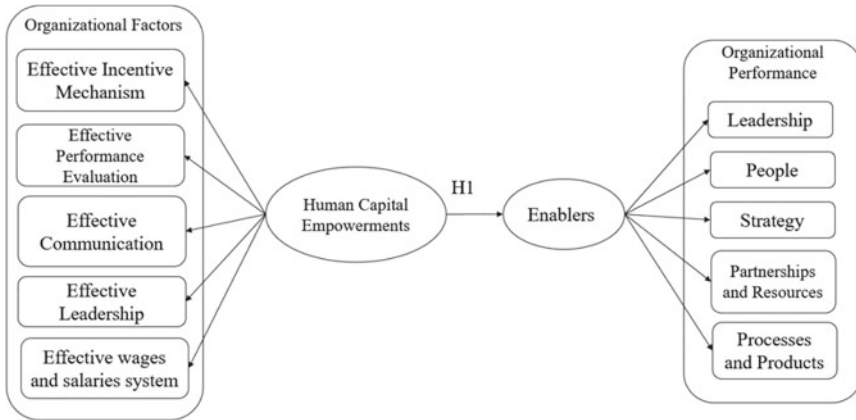 Organizational Factors
Effective Incentive
Mechanism
Effective
Performance
Evaluation
Effective
Communication
Effective
Leadership
Effective wages
and salaries system
Human Capital
Empowerments
H1
Enablers
Organizational
Performance
Leadership
People
Strategy
Partnerships
and Resources
Processes
and Products